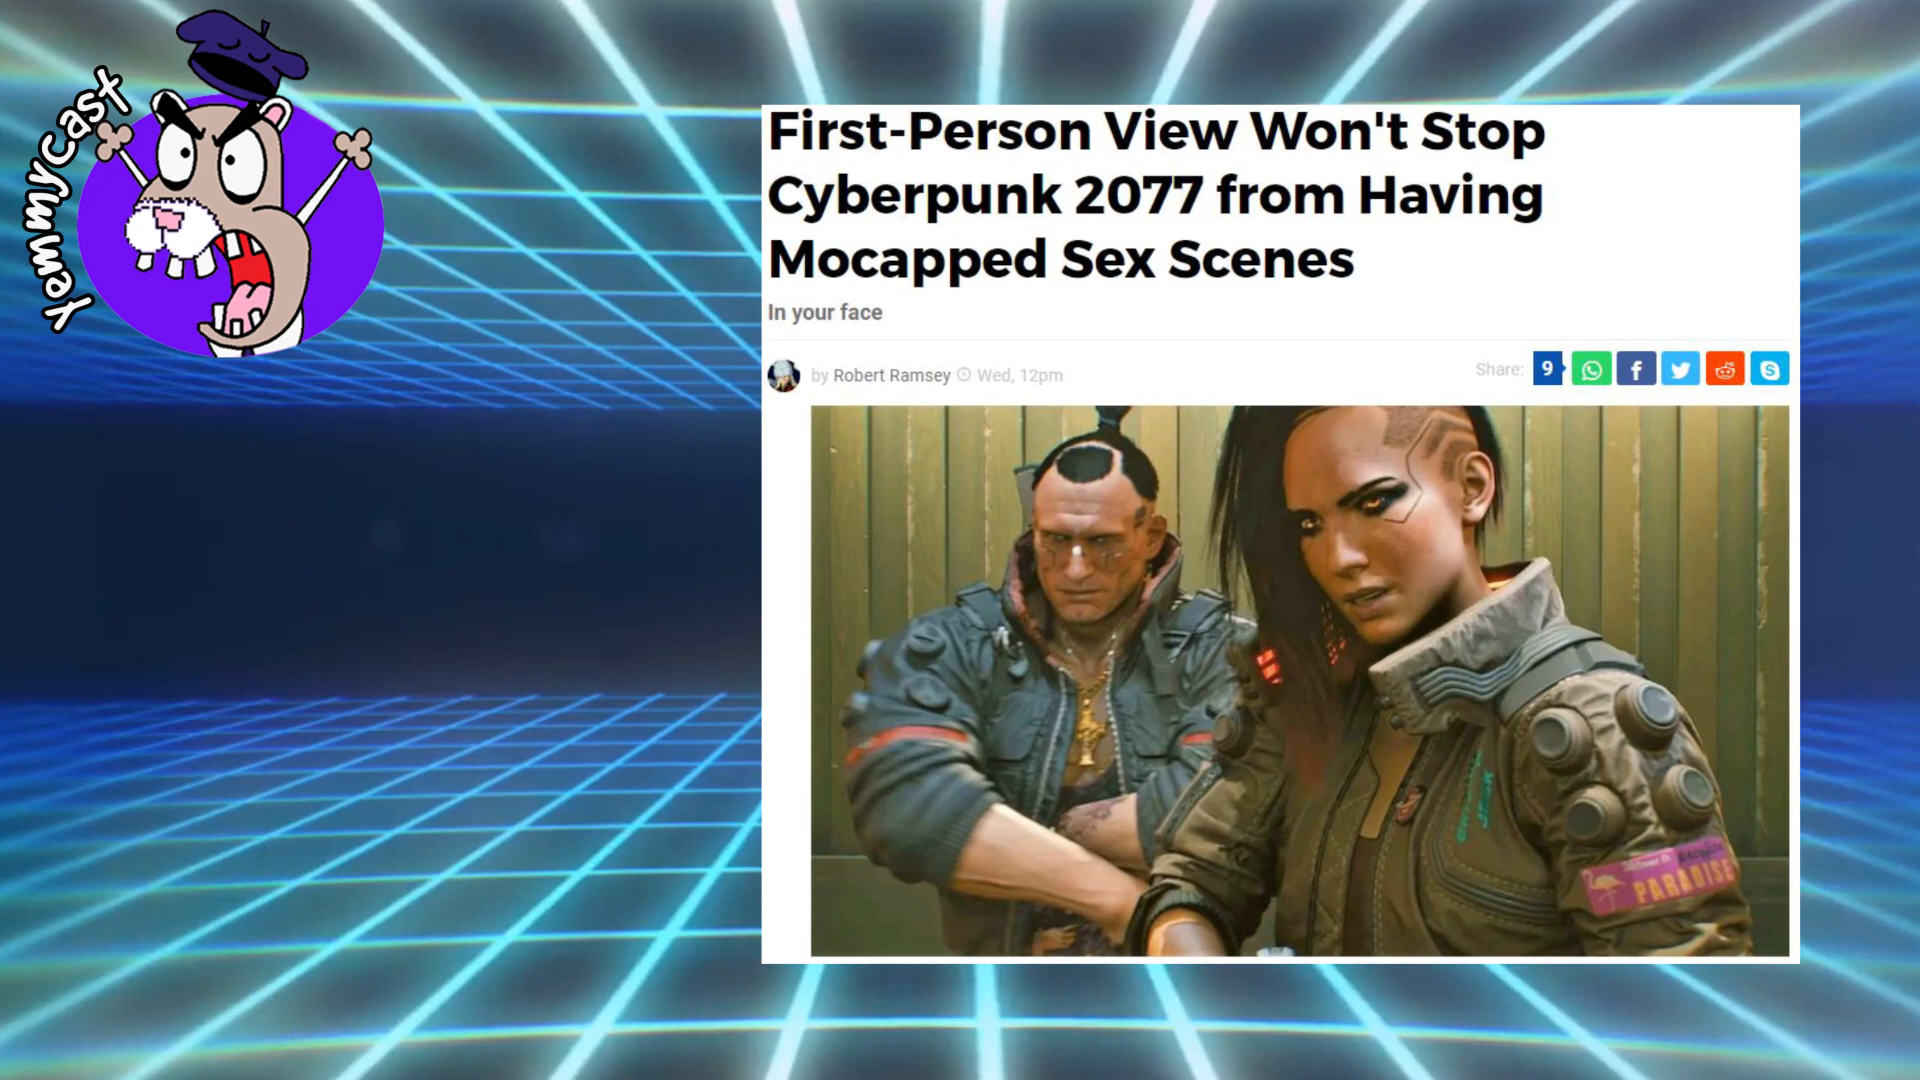 Yammycast
First-Person View Won't Stop
Cyberpunk 2077 from Having
Mocapped Sex Scenes
In your face
by Robert Ramsey Wed, 12pm
Share: 9
PARADISE